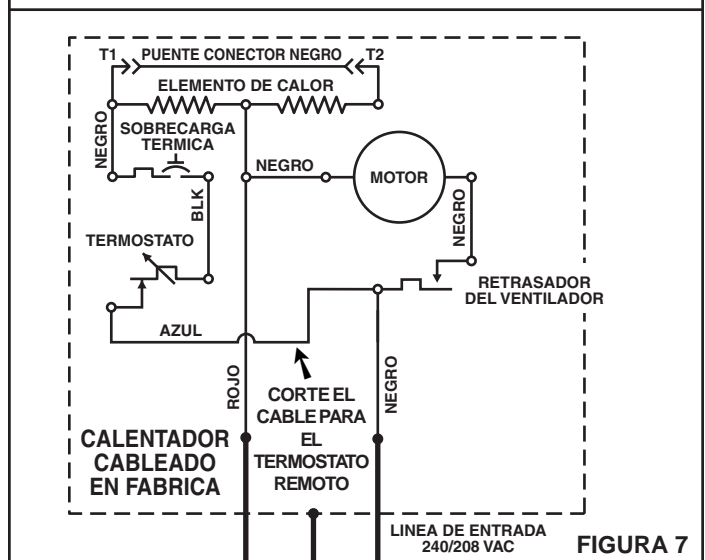 T1 PUENTE CONECTOR NEGRO T2
ELEMENTO DE CALOR
NEGRO
SOBRECARGA
TERMICA
NEGRO
MOTOR
BLK
NEGRO
TERMOSTATO
RETRASADOR
DEL VENTILADOR
AZUL
ROJO
NEGRO
CORTE EL
CABLE PARA
EL
TERMOSTATO
REMOTO
CALENTADOR
CABLEADO
EN FABRICA
LINEA DE ENTRADA
240/208 VAC
FIGURA 7